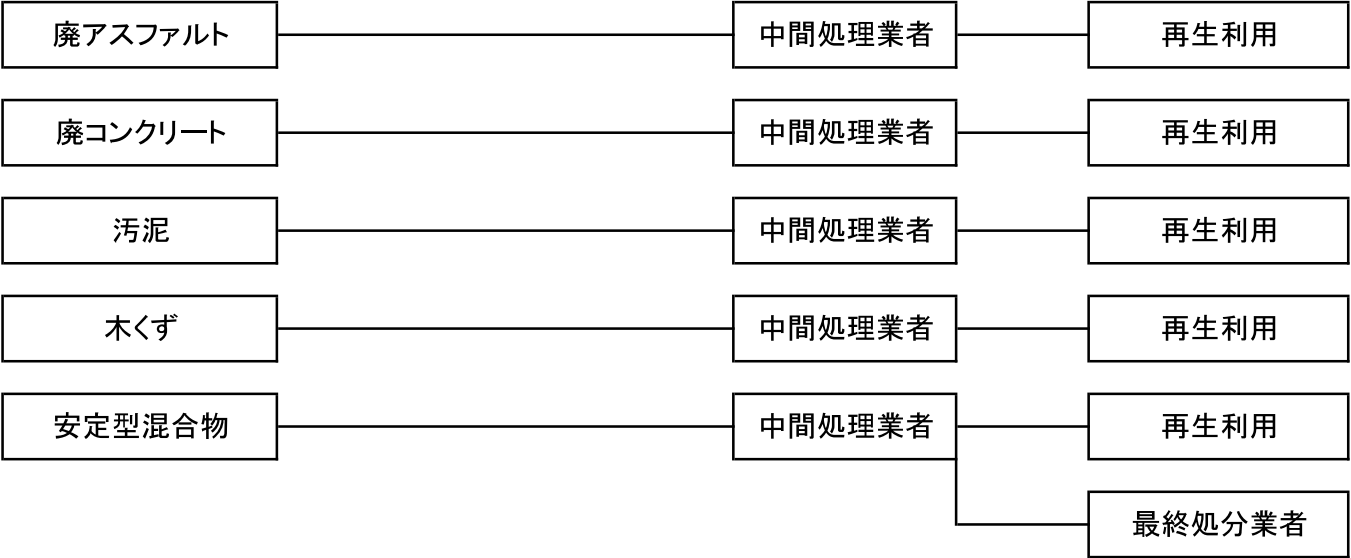 廃アスファルト 中間処理業者 再生利用
廃コンクリート 中間処理業者 再生利用
汚泥 中間処理業者 再生利用
木くず 中間処理業者 再生利用
安定型混合物 中間処理業者 再生利用
最終処分業者